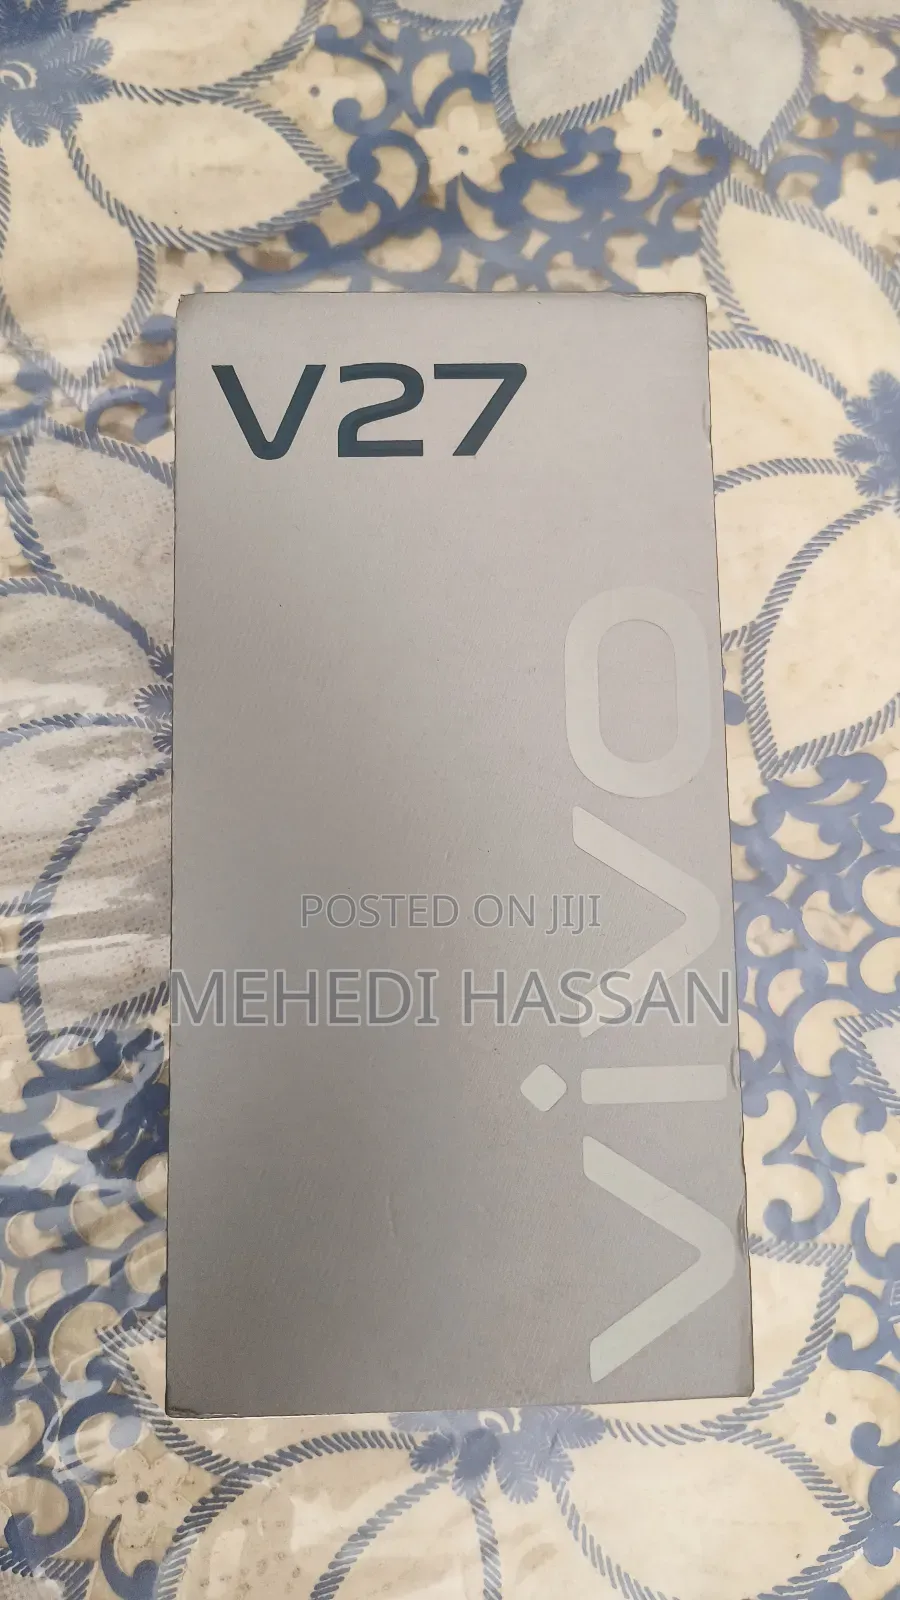 V27
vivo
POSTED ON JIJI
MEHEDI HASSAN